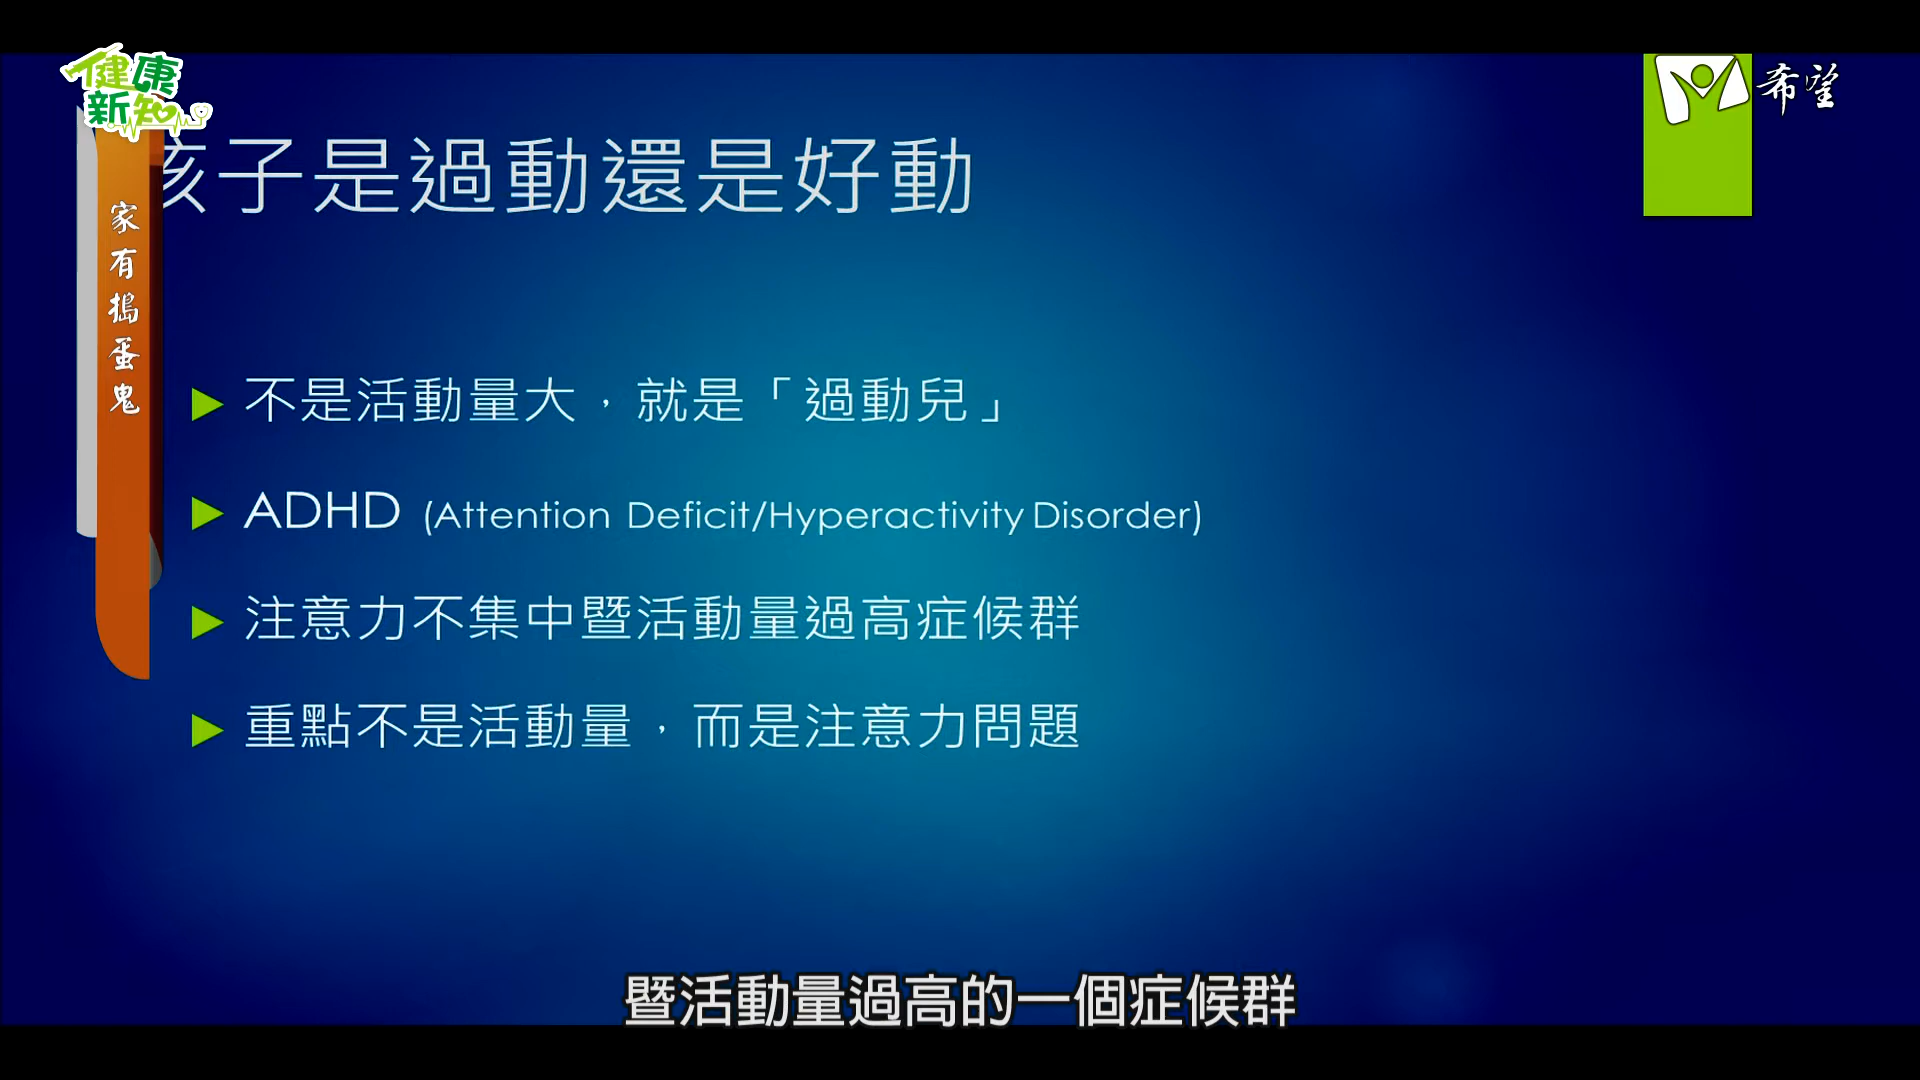 健康
新知
希望
孩子是過動還是好動
家有搗蛋鬼
不是活動量大，就是「過動兒」
ADHD (Attention Deficit/Hyperactivity Disorder)
注意力不集中暨活動量過高症候群
重點不是活動量，而是注意力問題
暨活動量過高的一個症候群